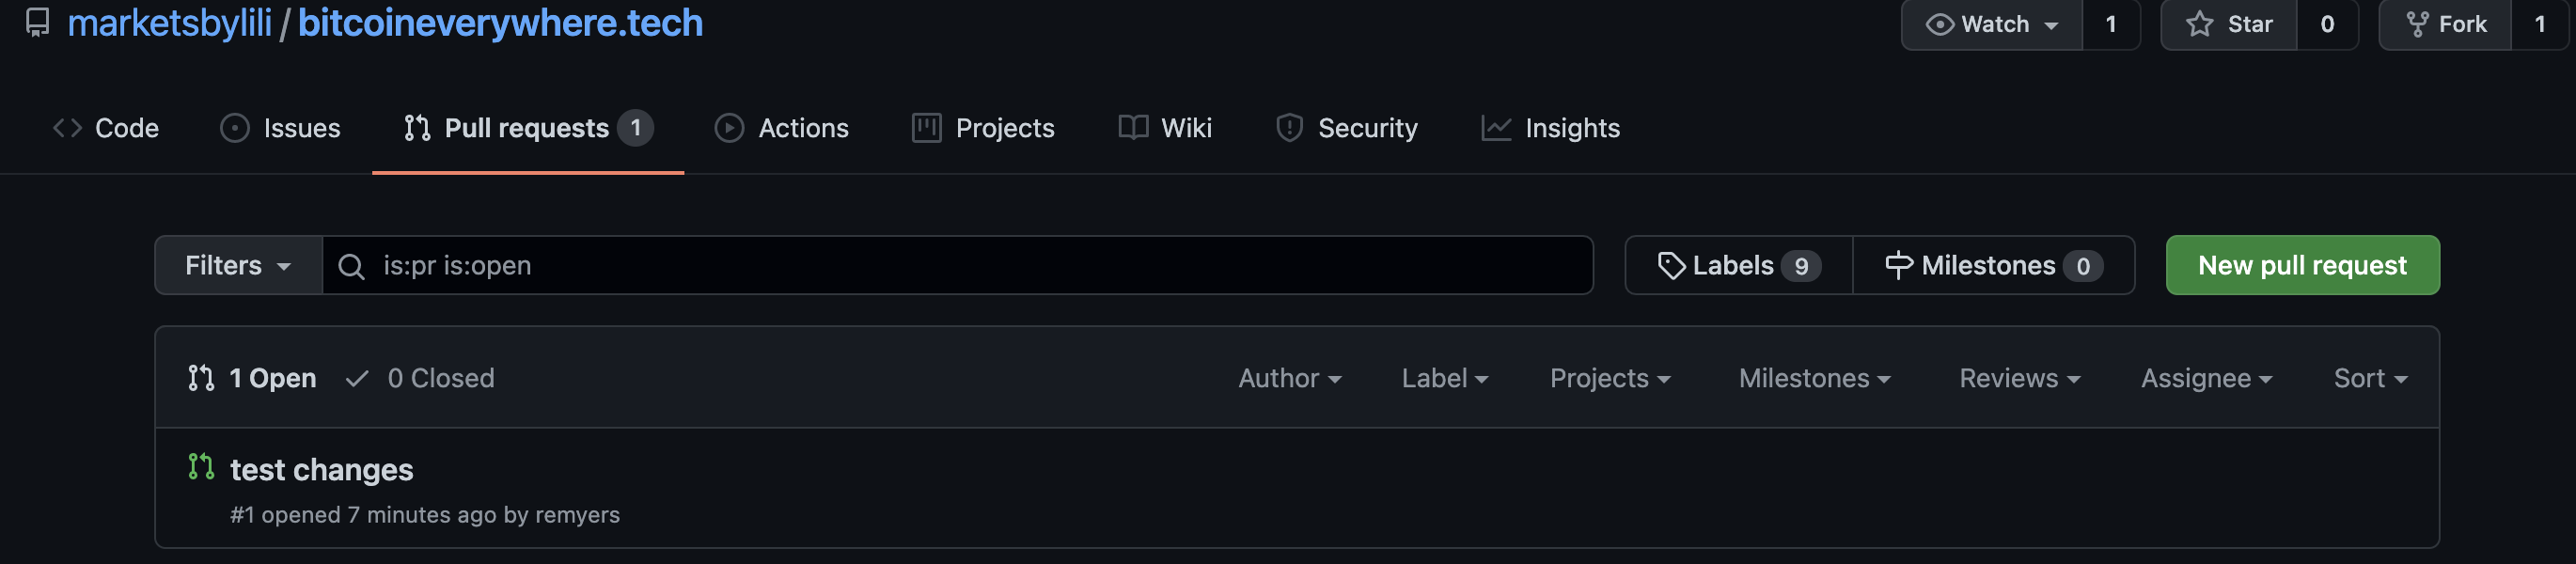 marketsbylili / bitcoineverywhere.tech Watch 1 Star 0 Fork 1
Code Issues Pull requests 1 Actions Projects Wiki Security Insights
Filters is:pr is:open Labels 9 Milestones 0 New pull request
1 Open 0 Closed Author Label Projects Milestones Reviews Assignee Sort
test changes
#1 opened 7 minutes ago by remyers